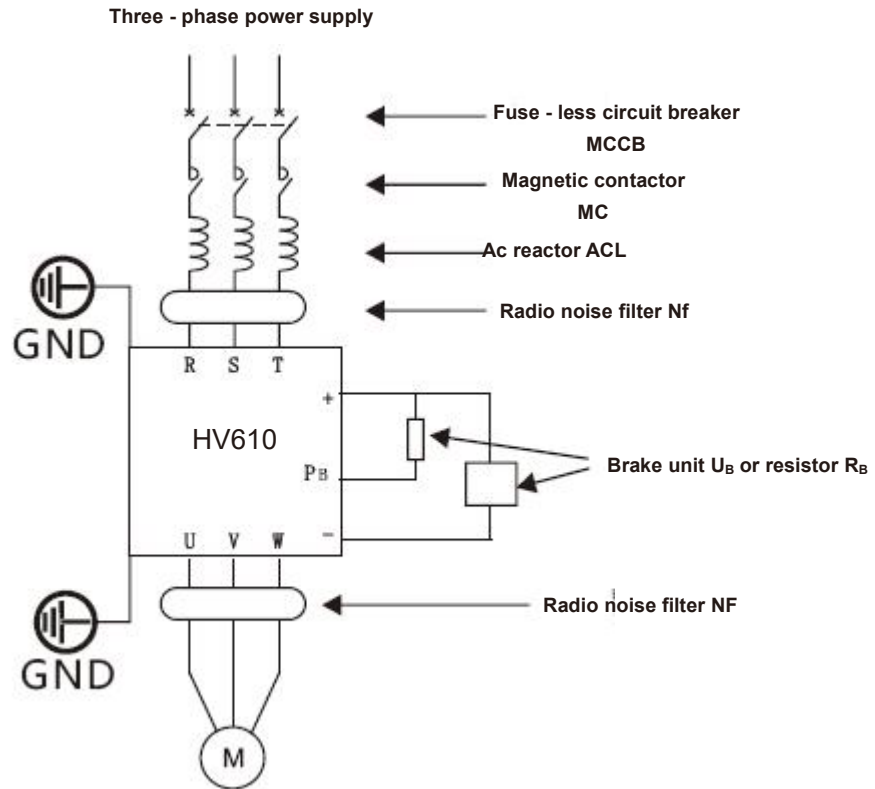 Three - phase power supply
Fuse - less circuit breaker
MCCB
Magnetic contactor
MC
Ac reactor ACL
Radio noise filter Nf
GND
R S T
+
HV610
PB
Brake unit UB or resistor RB
U V W -
Radio noise filter NF
GND
M